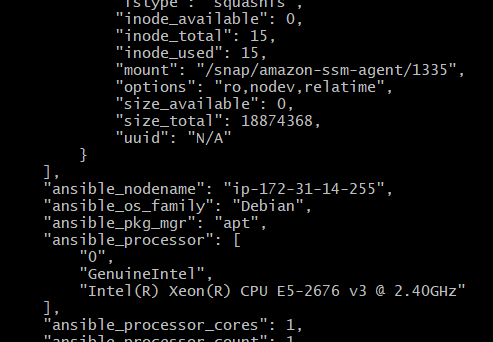 "fstype": "squashfs",
"inode_available": 0,
"inode_total": 15,
"inode_used": 15,
"mount": "/snap/amazon-ssm-agent/1335",
"options": "ro,nodev,relatime",
"size_available": 0,
"size_total": 18874368,
"uuid": "N/A"
}
],
"ansible_nodename": "ip-172-31-14-255",
"ansible_os_family": "Debian",
"ansible_pkg_mgr": "apt",
"ansible_processor": [
"0",
"GenuineIntel",
"Intel(R) Xeon(R) CPU E5-2676 v3 @ 2.40GHz"
],
"ansible_processor_cores": 1,
"ansible_processor_count": 1